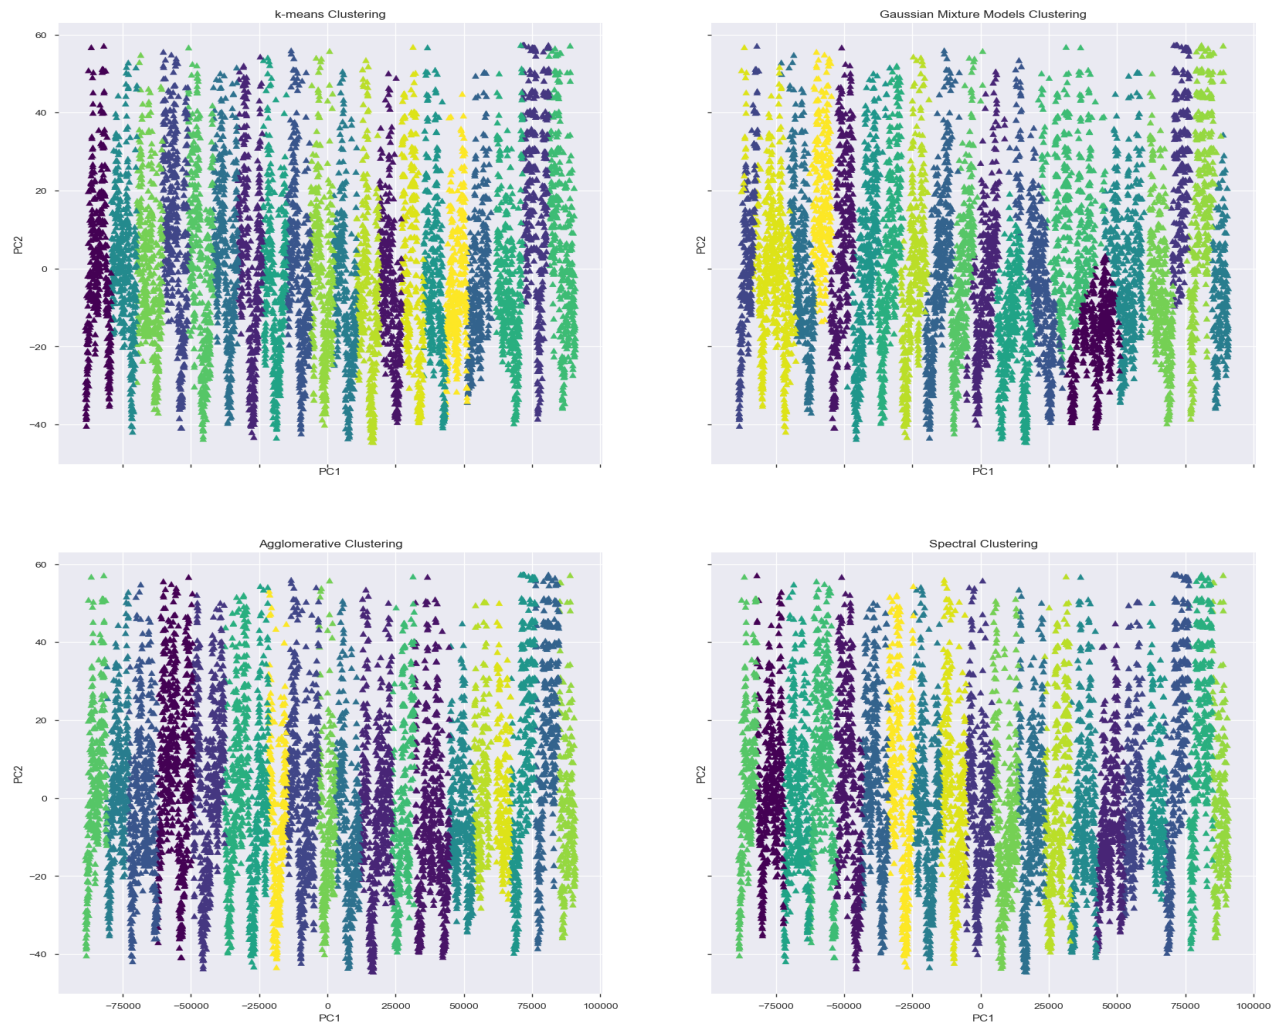 k-means Clustering
Gaussian Mixture Models Clustering
60
40
20
0
−20
−40
PC2
PC2
PC1
PC1
Agglomerative Clustering
Spectral Clustering
60
40
20
0
−20
−40
PC2
PC2
−75000 −50000 −25000 0 25000 50000 75000 100000
−75000 −50000 −25000 0 25000 50000 75000 100000
PC1
PC1